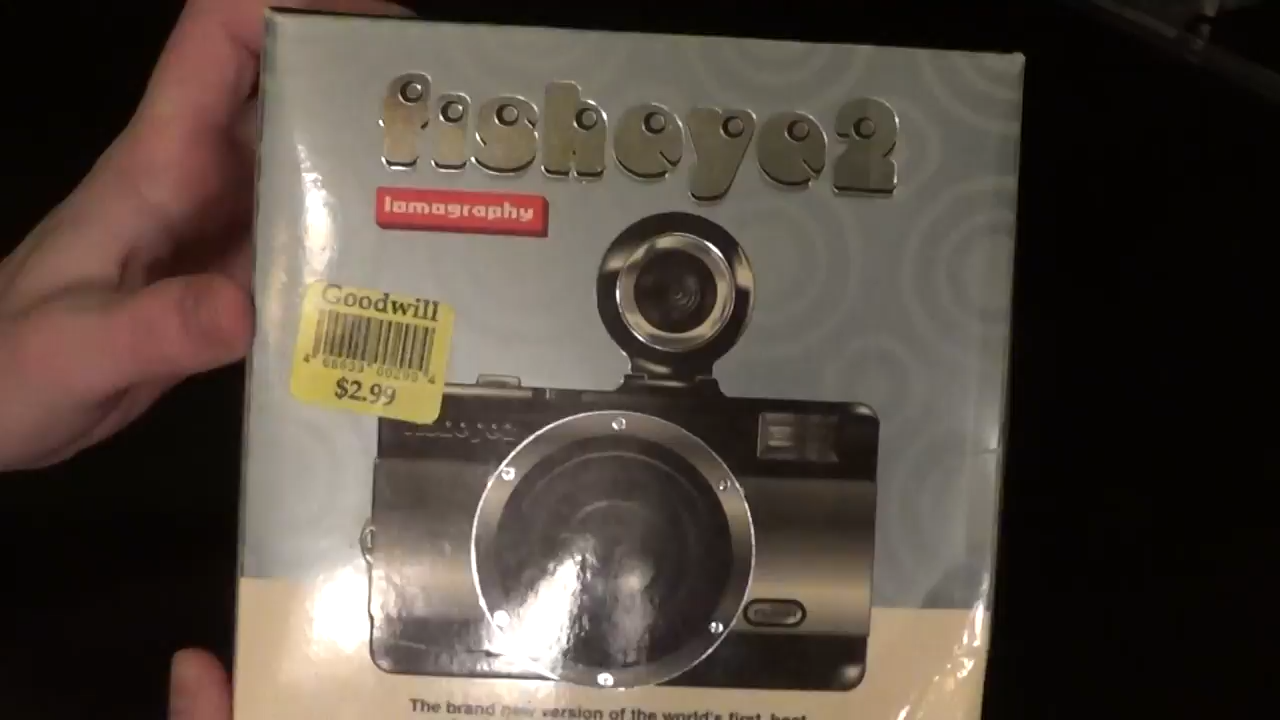 fisheye2
lomography
Goodwill
$2.99
The brand new version of the world's first, best